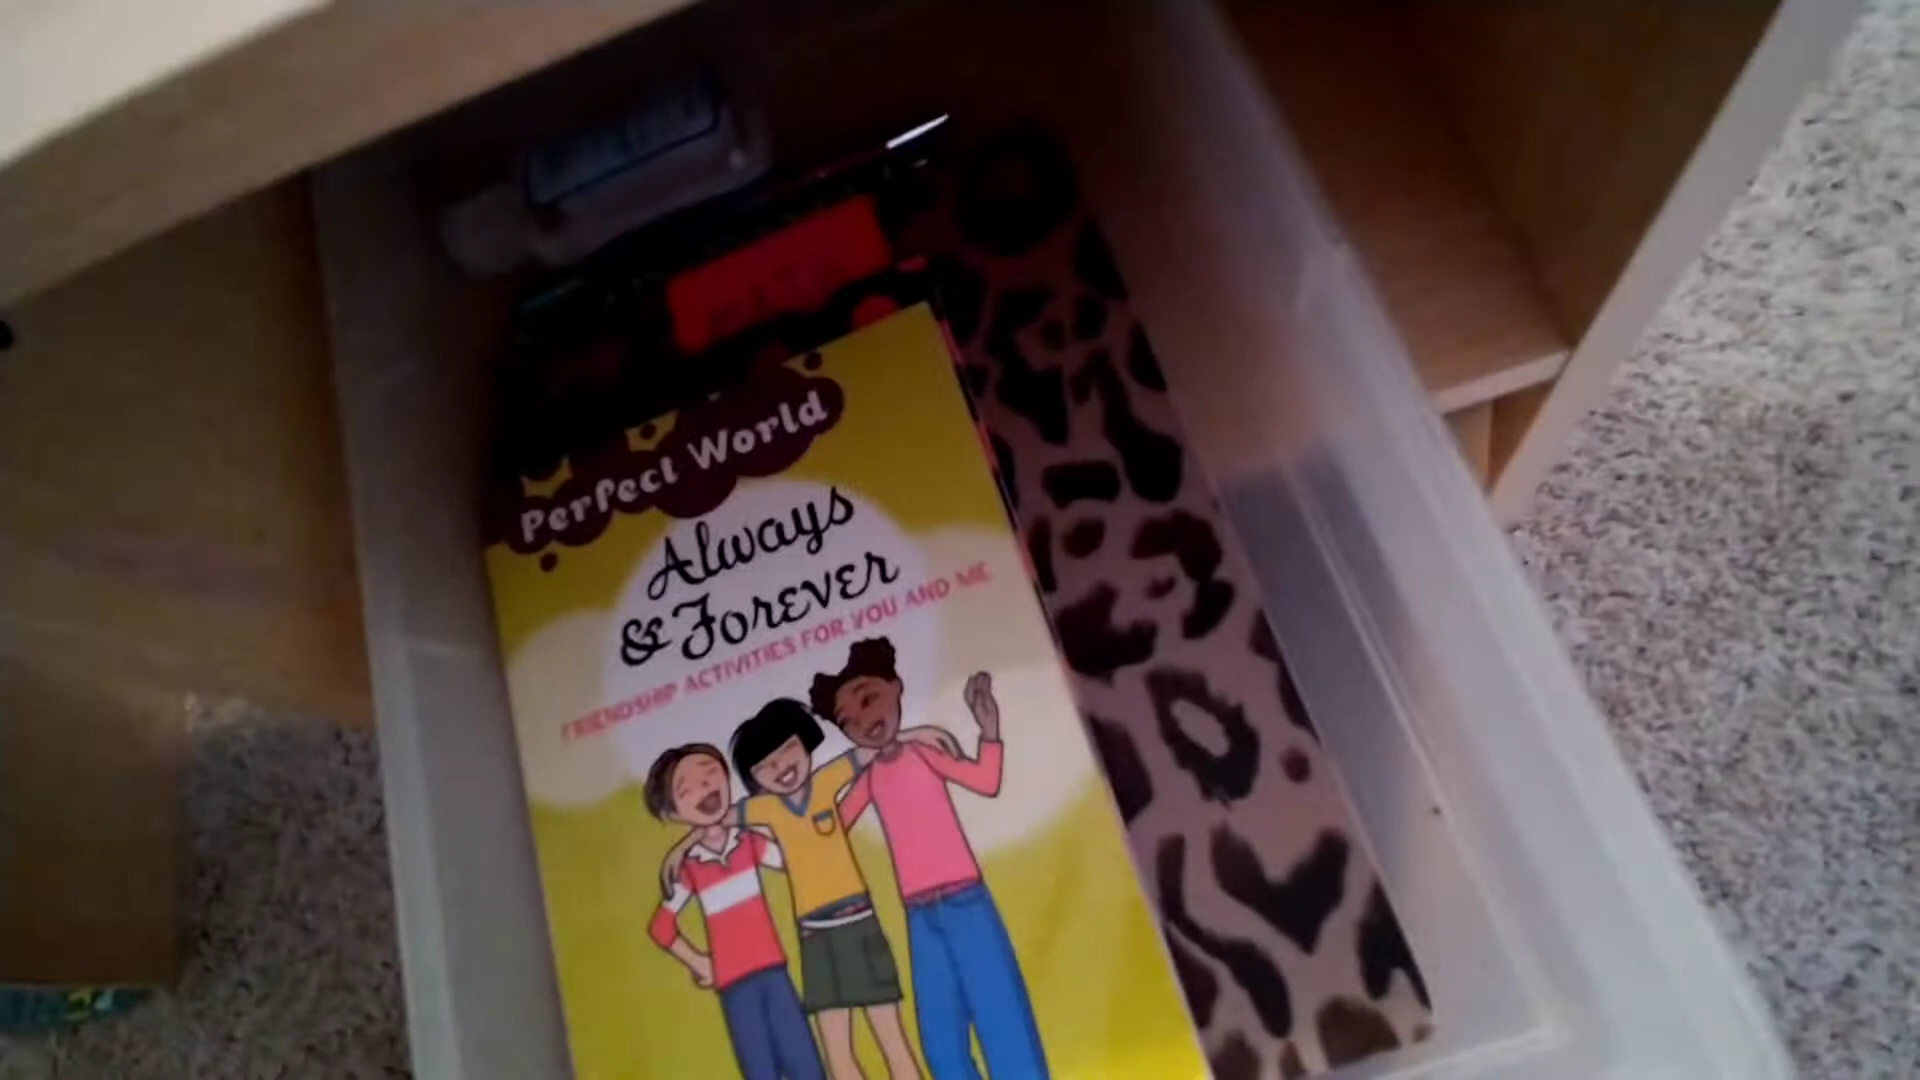 Perfect World
Always
& Forever
FRIENDSHIP ACTIVITIES FOR YOU AND ME